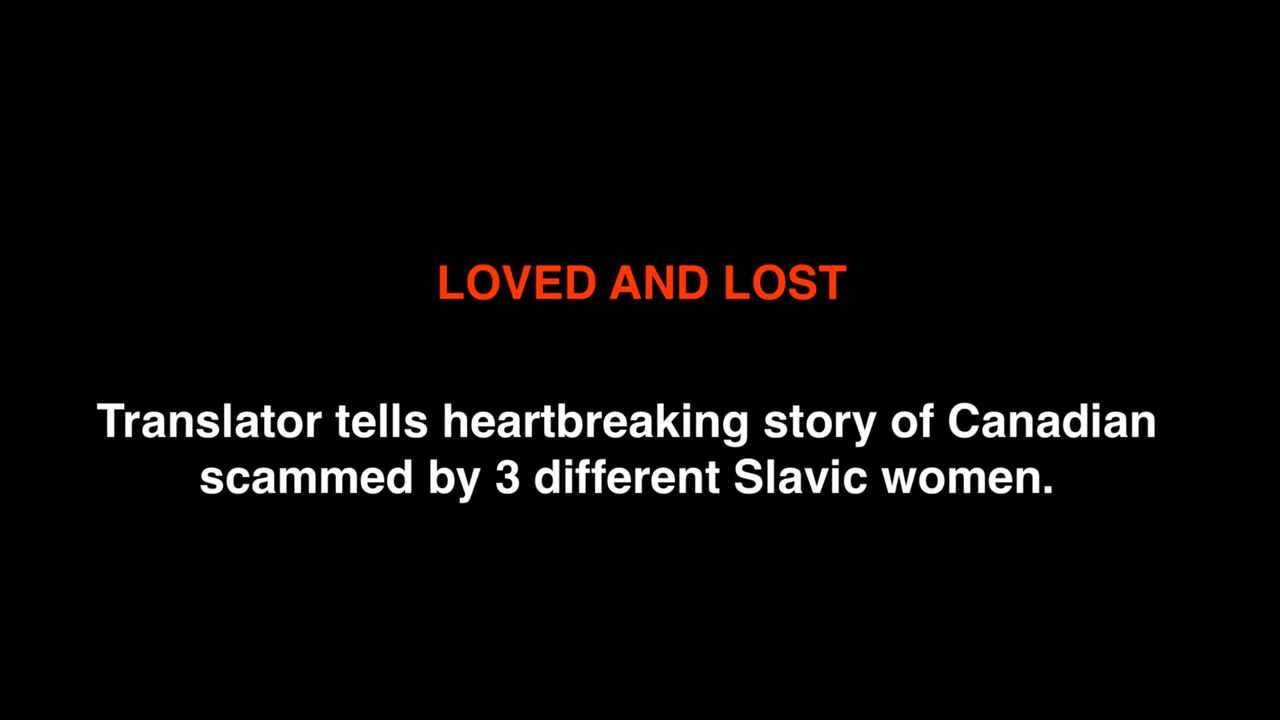 LOVED AND LOST
Translator tells heartbreaking story of Canadian
scammed by 3 different Slavic women.